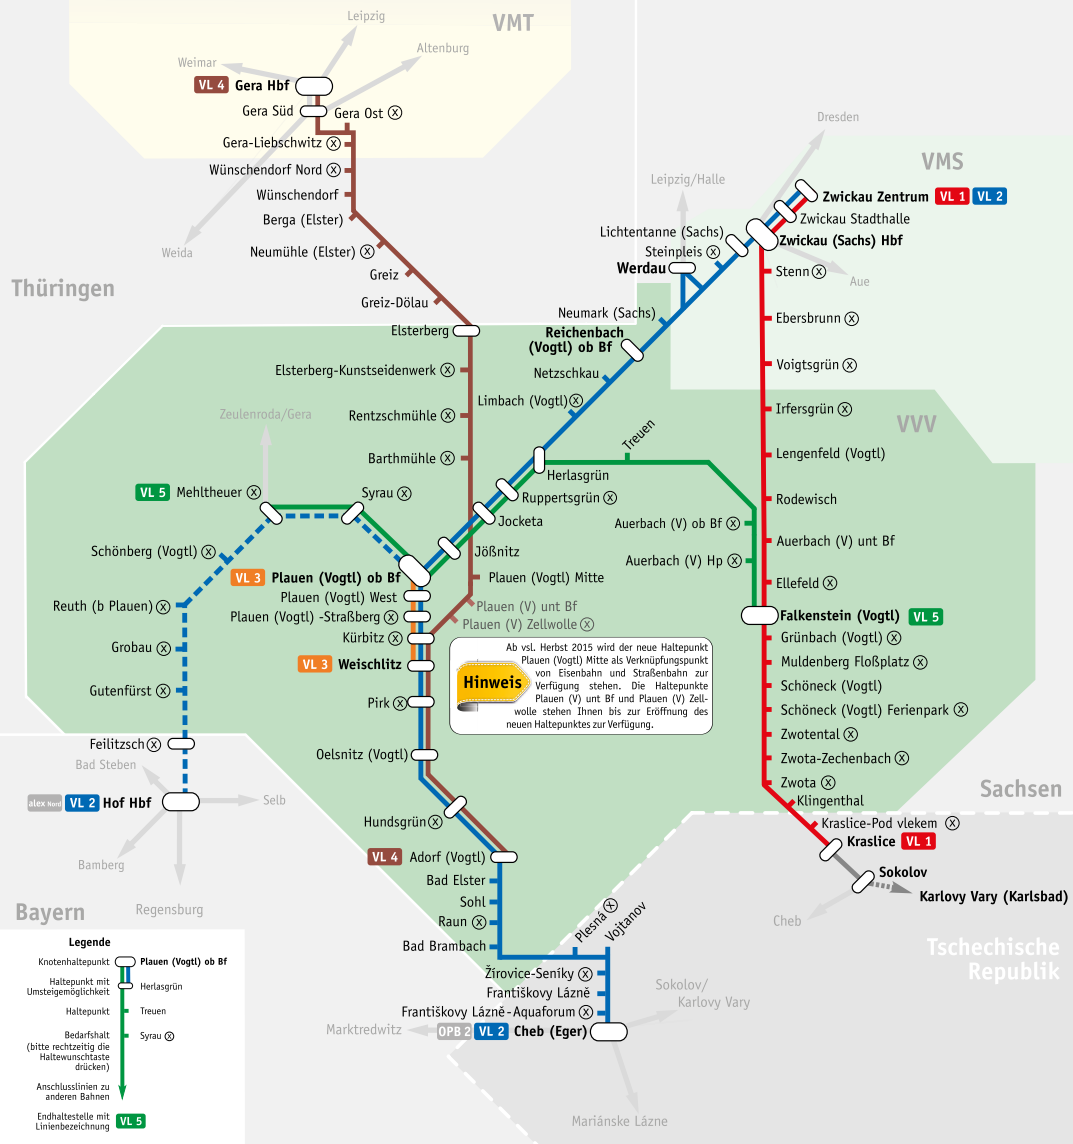 Leipzig
VMT
Altenburg
Weimar
VL 4 Gera Hbf
Gera Süd
Gera Ost ⓧ
Gera-Liebschwitz ⓧ
Wünschendorf Nord ⓧ
Wünschendorf
Berga (Elster)
Weida
Neumühle (Elster) ⓧ
Greiz
Greiz-Dölau
Elsterberg
Elsterberg-Kunstseidenwerk ⓧ
Rentzschmühle ⓧ
Barthmühle ⓧ
Thüringen
Dresden
VMS
Leipzig/Halle
Zwickau Zentrum VL 1 VL 2
Zwickau Stadthalle
Zwickau (Sachs) Hbf
Lichtentanne (Sachs)
Steinpleis ⓧ
Werdau
Aue
Neumark (Sachs)
Reichenbach
(Vogtl) ob Bf
Netzschkau
Limbach (Vogtl) ⓧ
Stenn ⓧ
Ebersbrunn ⓧ
Voigtsgrün ⓧ
Irfersgrün ⓧ
VVV
Lengenfeld (Vogtl)
Rodewisch
Auerbach (V) unt Bf
Ellefeld ⓧ
Falkenstein (Vogtl) VL 5
Grünbach (Vogtl) ⓧ
Muldenberg Floßplatz ⓧ
Schöneck (Vogtl)
Schöneck (Vogtl) Ferienpark ⓧ
Zwotental ⓧ
Zwota-Zechenbach ⓧ
Zwota ⓧ
Klingenthal
Kraslice-Pod vlekem ⓧ
Kraslice VL 1
Sokolov
Karlovy Vary (Karlsbad)
Cheb
Sachsen
Tschechische
Republik
Treuen
Herlasgrün
Ruppertsgrün ⓧ
Jocketa
Jößnitz
Auerbach (V) ob Bf ⓧ
Auerbach (V) Hp ⓧ
Zeulenroda/Gera
VL 5 Mehltheuer ⓧ
Syrau ⓧ
Schönberg (Vogtl) ⓧ
Reuth (b Plauen) ⓧ
Grobau ⓧ
Gutenfürst ⓧ
Feilitzsch ⓧ
Bad Steben
alex Nord VL 2 Hof Hbf
Selb
Bamberg
Regensburg
Bayern
VL 3 Plauen (Vogtl) ob Bf
Plauen (Vogtl) West
Plauen (Vogtl) -Straßberg ⓧ
Kürbitz ⓧ
VL 3 Weischlitz
Pirk ⓧ
Oelsnitz (Vogtl)
Hundsgrün ⓧ
VL 4 Adorf (Vogtl)
Bad Elster
Sohl
Raun ⓧ
Bad Brambach
Plauen (Vogtl) Mitte
Plauen (V) unt Bf
Plauen (V) Zellwolle ⓧ
Hinweis
Ab vsl. Herbst 2015 wird der neue Haltepunkt
Plauen (Vogtl) Mitte als Verknüpfungspunkt
von Eisenbahn und Straßenbahn zur
Verfügung stehen. Die Haltepunkte
Plauen (V) unt Bf und Plauen (V) Zell-
wolle stehen Ihnen bis zur Eröffnung des
neuen Haltepunktes zur Verfügung.
Plesná ⓧ
Vojtanov
Žírovice-Seníky ⓧ
Františkovy Lázně
Františkovy Lázně-Aquaforum ⓧ
Marktredwitz
OPB 2 VL 2 Cheb (Eger)
Sokolov/
Karlovy Vary
Mariánske Lázne
Legende
Knotenhaltepunkt
Plauen (Vogtl) ob Bf
Haltepunkt mit
Umsteigemöglichkeit
Herlasgrün
Haltepunkt
Treuen
Bedarfshalt
(bitte rechtzeitig die
Haltewunschtaste
drücken)
Syrau ⓧ
Anschlusslinien zu
anderen Bahnen
Endhaltestelle mit
Linienbezeichnung
VL 5